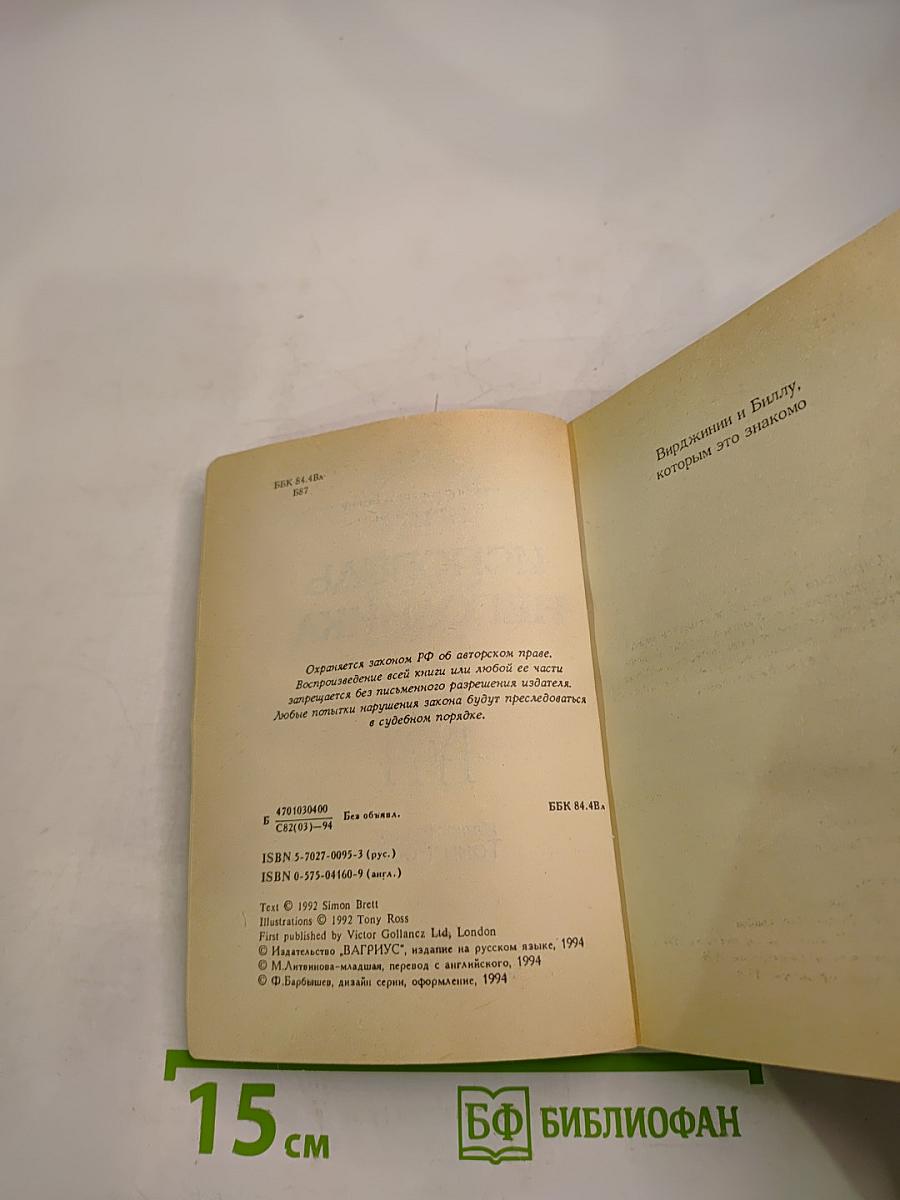 ББК 84.4Вл
Б87
Охраняется законом РФ об авторском праве.
Воспроизведение всей книги или любой ее части
запрещается без письменного разрешения издателя.
Любые попытки нарушения закона будут преследоваться
в судебном порядке.
Б 4701030400 Без объявл.
С82(03)—94
ББК 84.4Вл
ISBN 5-7027-0095-3 (рус.)
ISBN 0-575-04160-9 (англ.)
Text © 1992 Simon Brett
Illustrations © 1992 Tony Ross
First published by Victor Gollancz Ltd, London
© Издательство „ВАГРИУС", издание на русском языке, 1994
© М.Литвинова-младшая, перевод с английского, 1994
© Ф.Барбышев, дизайн серии, оформление, 1994
Вирджинии и Биллу,
которым это знакомо
15 см
БФ БИБЛИОФАН